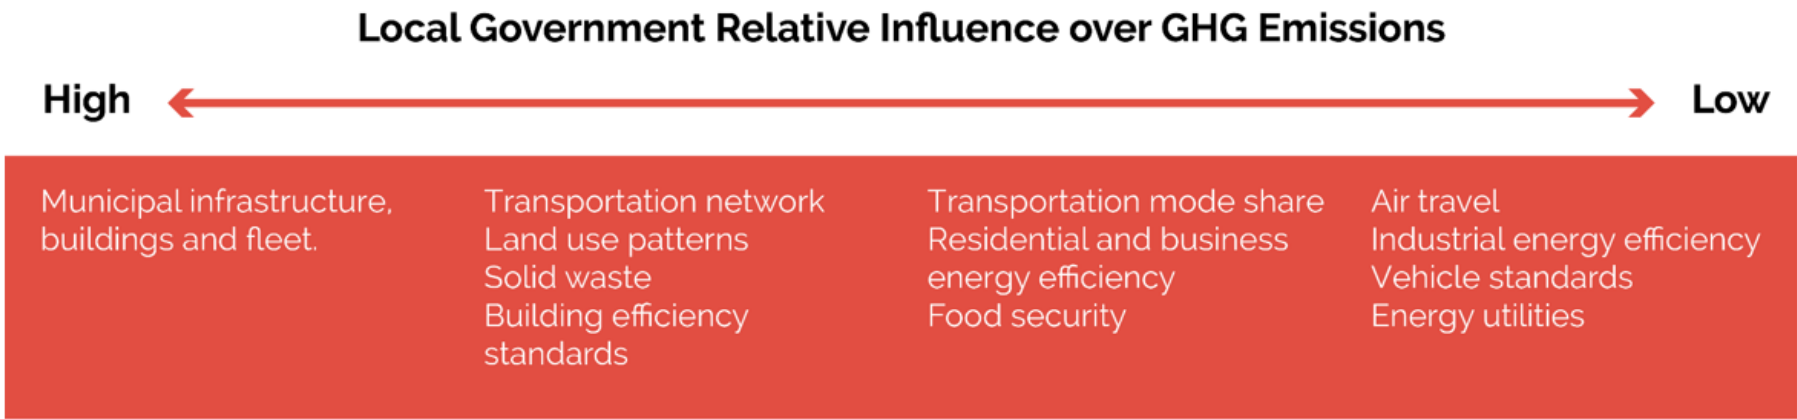 Local Government Relative Influence over GHG Emissions
High
Low
Municipal infrastructure,
buildings and fleet.
Transportation network
Land use patterns
Solid waste
Building efficiency
standards
Transportation mode share
Residential and business
energy efficiency
Food security
Air travel
Industrial energy efficiency
Vehicle standards
Energy utilities